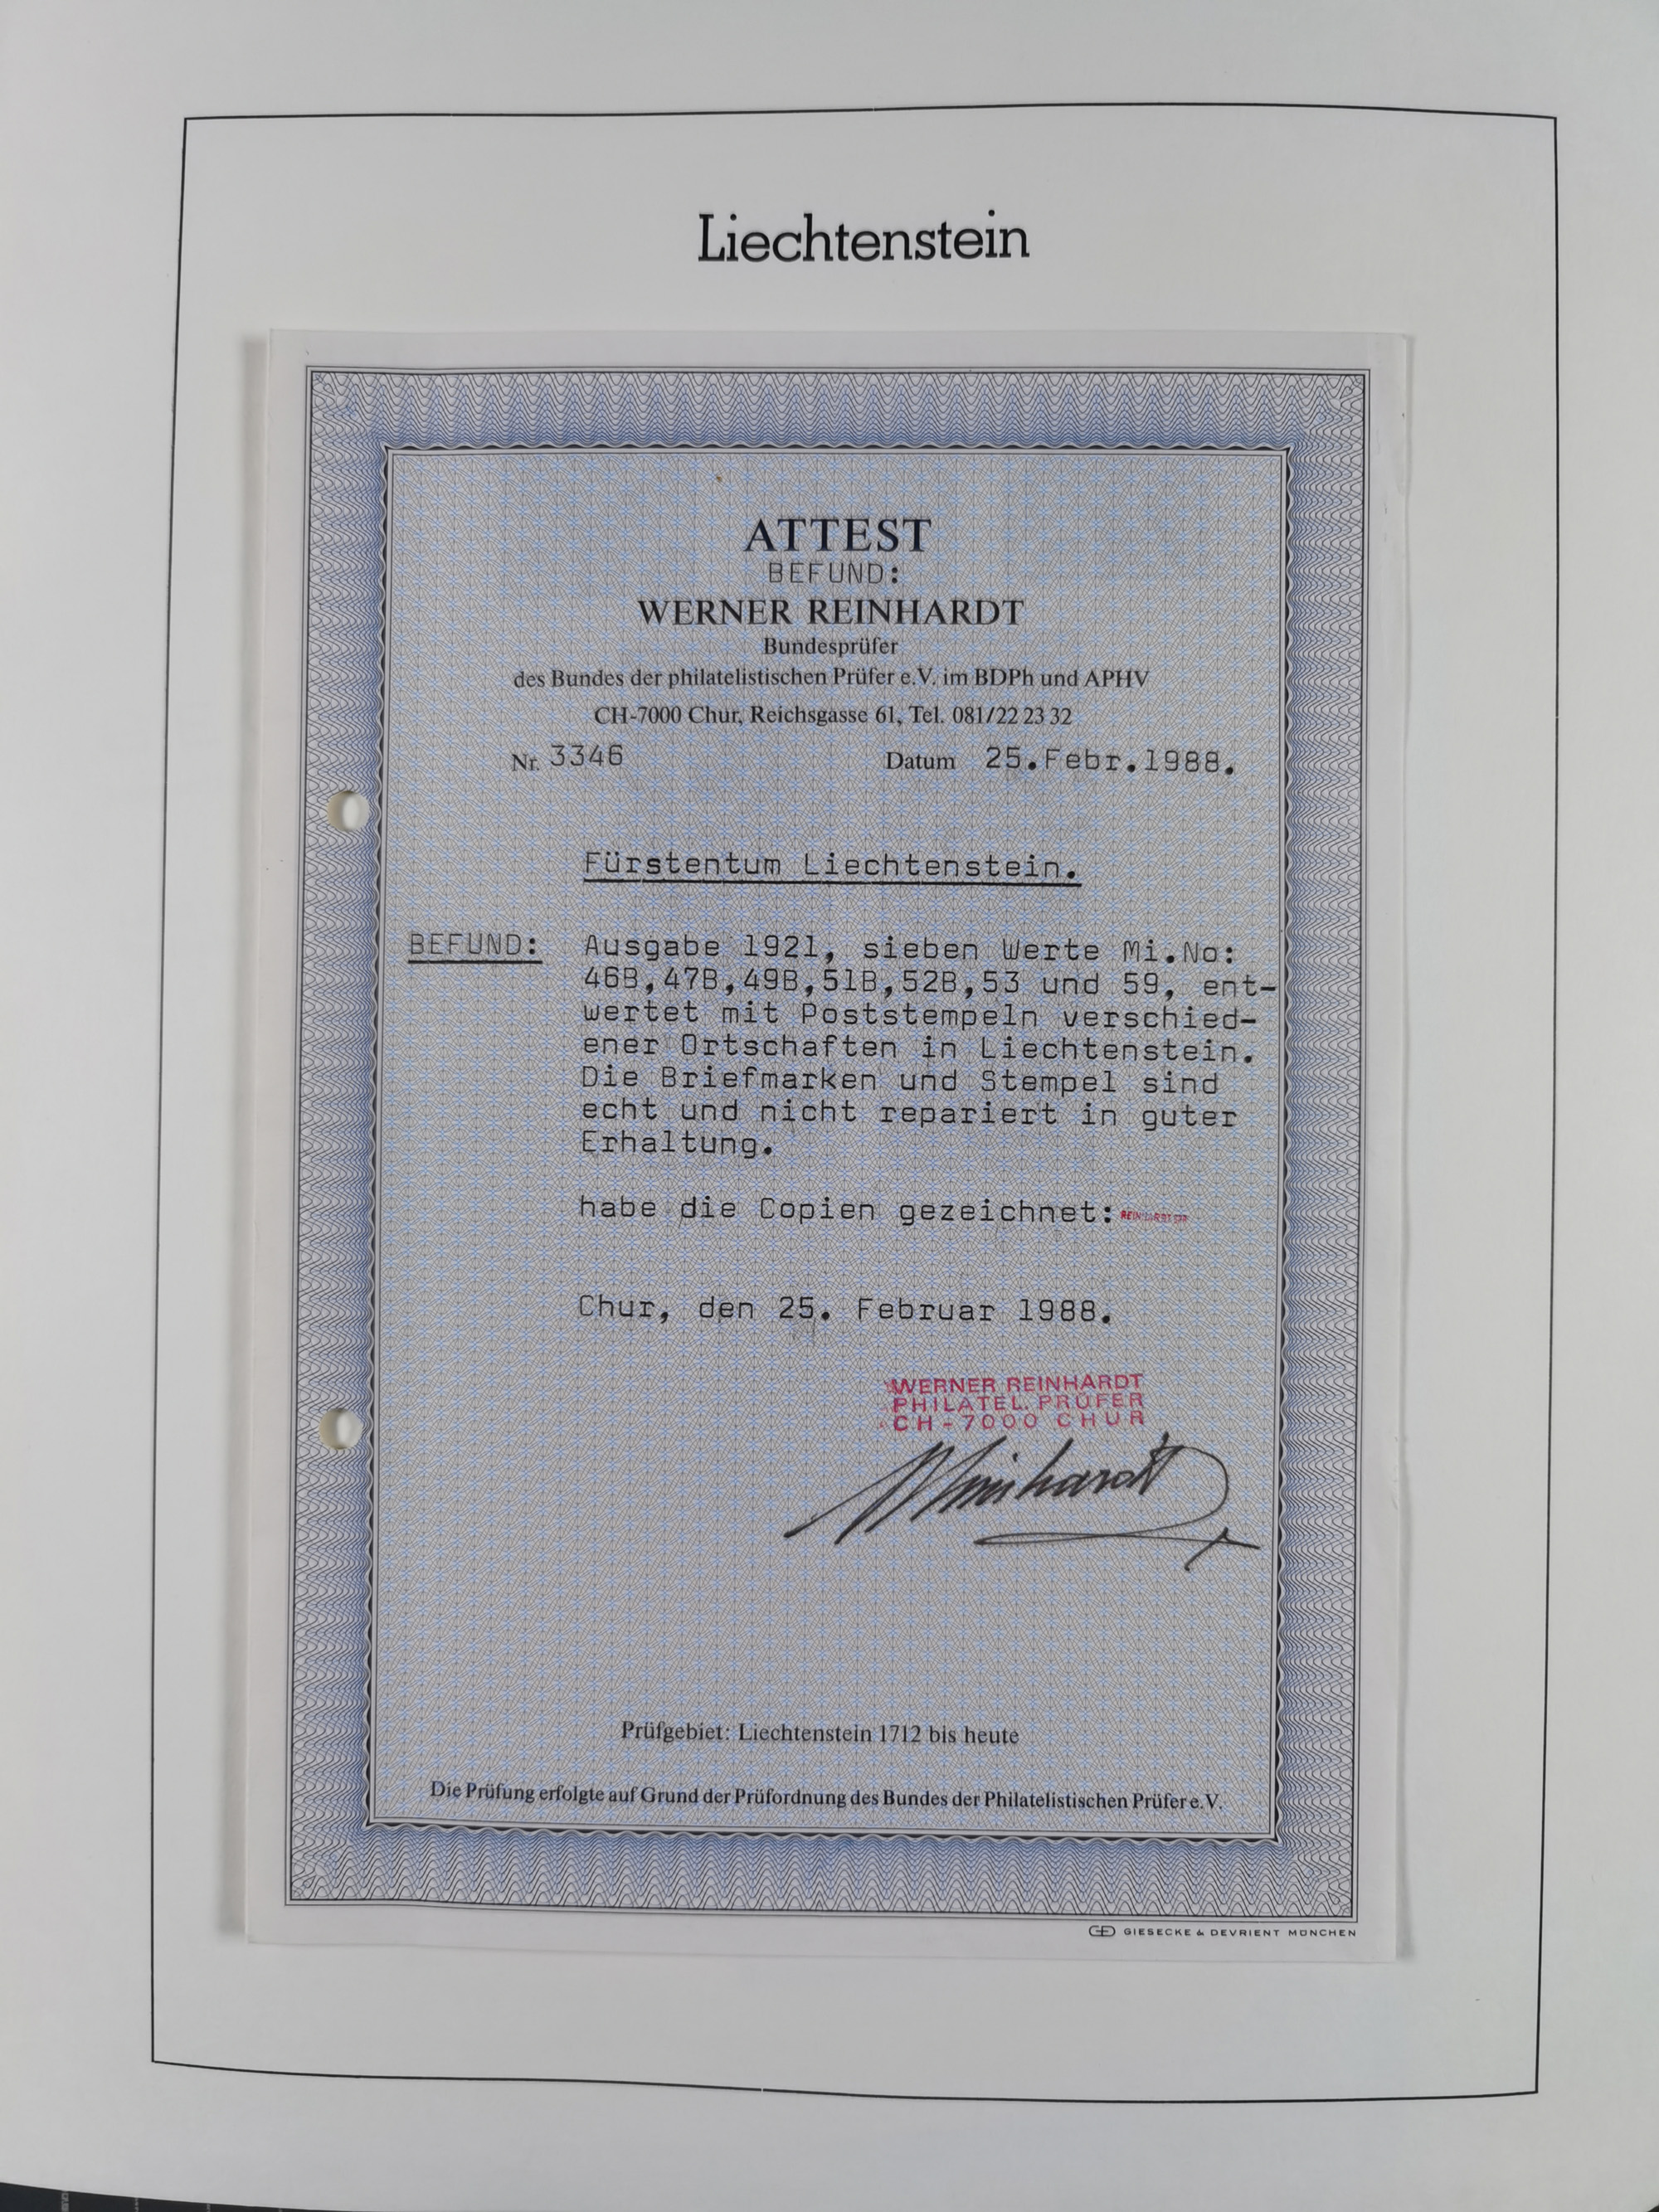 Liechtenstein
ATTEST
BEFUND:
WERNER REINHARDT
Bundesprüfer
des Bundes der philatelistischen Prüfer e.V. im BDPh und APHV
CH-7000 Chur, Reichsgasse 61, Tel. 081/22 23 32
Nr. 3346 Datum 25.Febr.1988.
Fürstentum Liechtenstein.
BEFUND: Ausgabe 1921, sieben Werte Mi.No:
46B,47B,49B,51B,52B,53 und 59, ent-
wertet mit Poststempeln verschied-
ener Ortschaften in Liechtenstein.
Die Briefmarken und Stempel sind
echt und nicht repariert in guter
Erhaltung.
habe die Copien gezeichnet:
Chur, den 25. Februar 1988.
WERNER REINHARDT
PHILATEL. PRÜFER
CH-7000 CHUR
Reinhardt
Prüfgebiet: Liechtenstein 1712 bis heute
Die Prüfung erfolgte auf Grund der Prüfordnung des Bundes der Philatelistischen Prüfer e.V.
GIESECKE & DEVRIENT MÜNCHEN